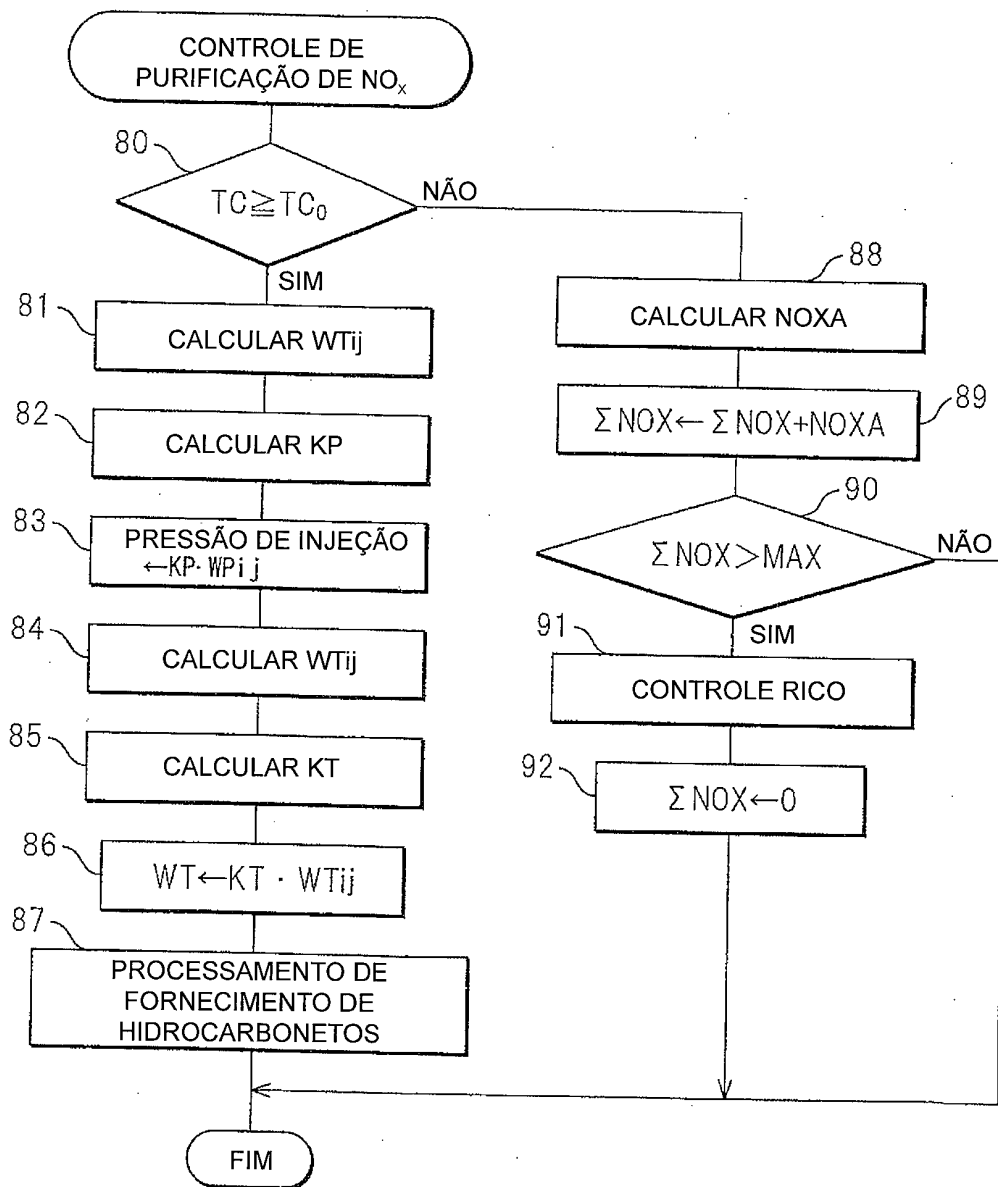 CONTROLE DE
PURIFICAÇÃO DE NOx
80
TC≧TC0
NÃO
SIM
81
CALCULAR WTij
82
CALCULAR KP
83
PRESSÃO DE INJEÇÃO
←KP·WPij
84
CALCULAR WTij
85
CALCULAR KT
86
WT←KT · WTij
87
PROCESSAMENTO DE
FORNECIMENTO DE
HIDROCARBONETOS
88
CALCULAR NOXA
89
ΣNOX←ΣNOX+NOXA
90
ΣNOX>MAX
NÃO
SIM
91
CONTROLE RICO
92
ΣNOX←0
FIM